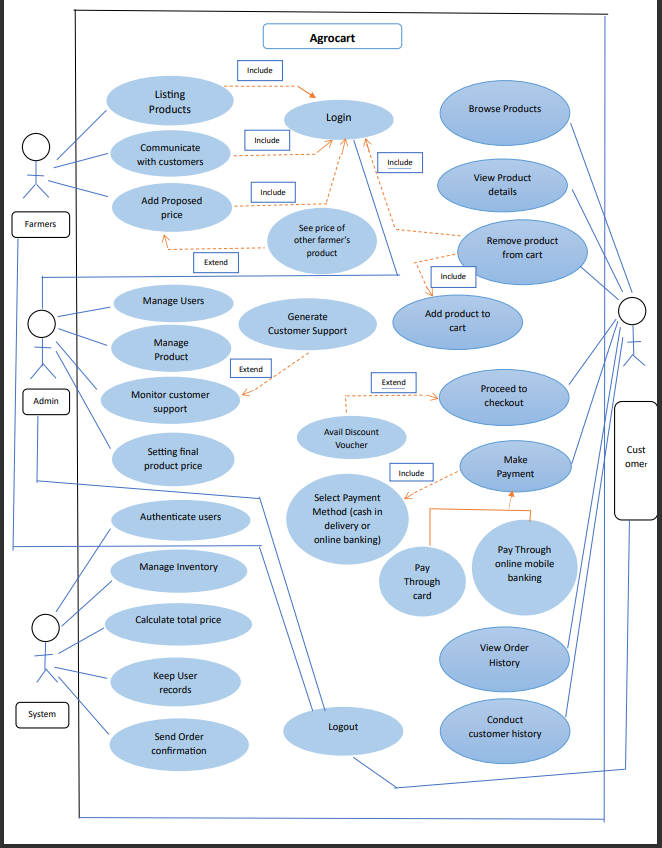 Agrocart
Include
Listing
Products
Login
Browse Products
Include
Communicate
with customers
Include
View Product
details
Include
Add Proposed
price
See price of
other farmer's
product
Remove product
from cart
Farmers
Extend
Include
Manage Users
Generate
Customer Support
Add product to
cart
Manage
Product
Extend
Extend
Admin
Monitor customer
support
Proceed to
checkout
Avail Discount
Voucher
Cust
omer
Setting final
product price
Make
Payment
Include
Select Payment
Method (cash in
delivery or
online banking)
Authenticate users
Pay Through
online mobile
banking
Manage Inventory
Pay
Through
card
Calculate total price
View Order
History
Keep User
records
System
Logout
Conduct
customer history
Send Order
confirmation